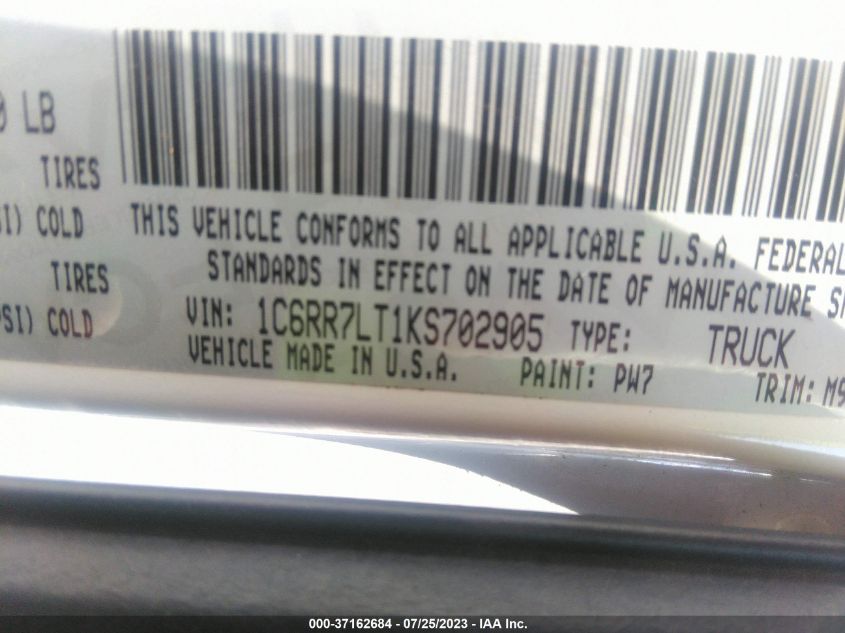 LB
TIRES
COLD
TIRES
COLD
THIS VEHICLE CONFORMS TO ALL APPLICABLE U.S.A. FEDERAL
STANDARDS IN EFFECT ON THE DATE OF MANUFACTURE
VIN: 1C6RR7LT1KS702905 TYPE: TRUCK
VEHICLE MADE IN U.S.A. PAINT: PW7 TRIM:
000-37162684 - 07/25/2023 - IAA Inc.